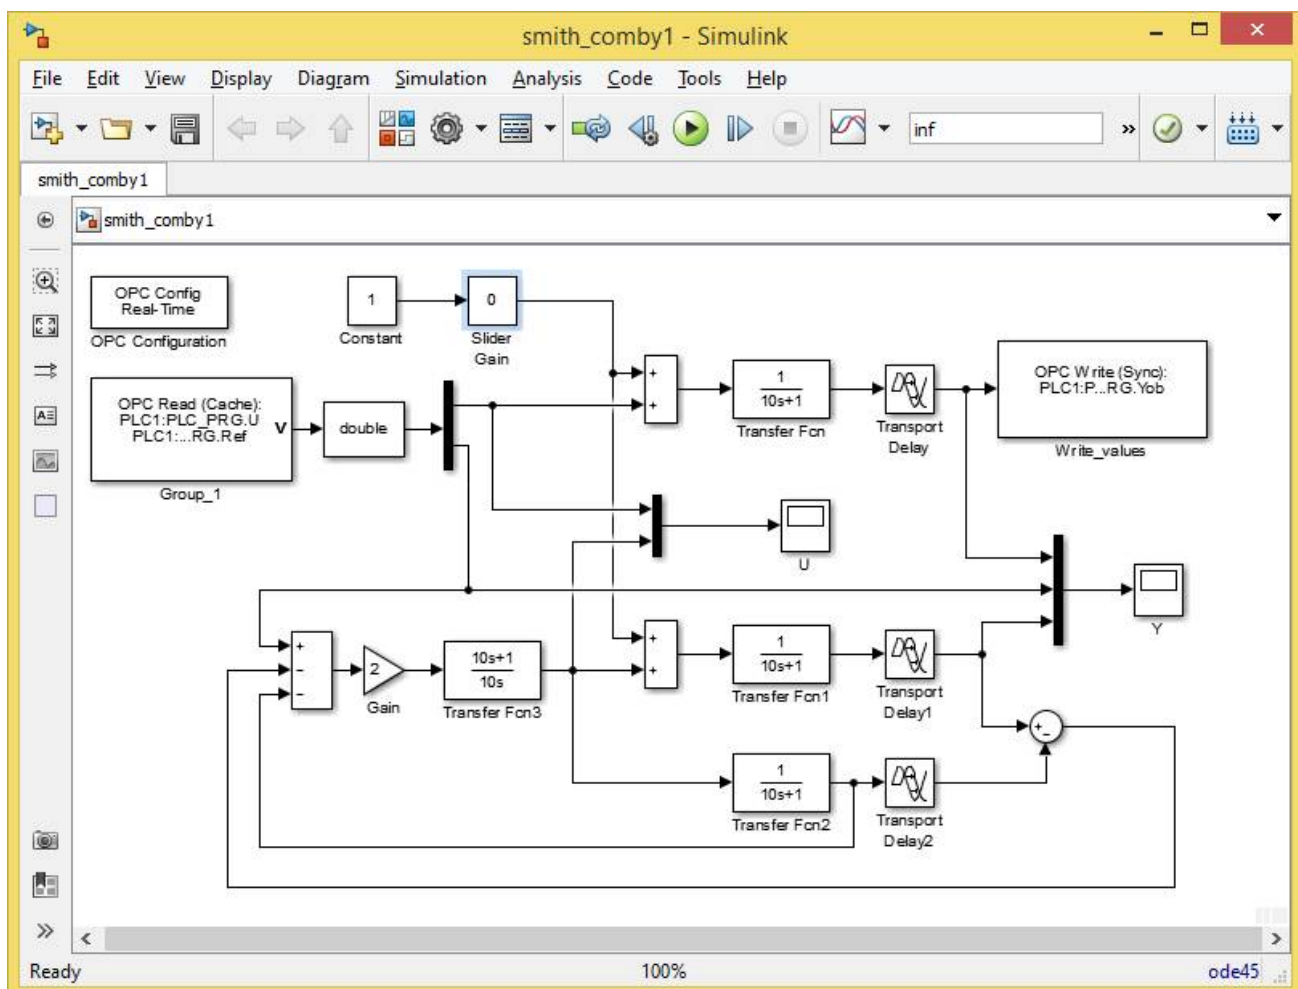 smith_comby1 - Simulink
File Edit View Display Diagram Simulation Analysis Code Tools Help
inf
»
smith_comby1
smith_comby1
OPC Config
Real-Time
OPC Configuration
1
Constant
0
Slider
Gain
OPC Read (Cache):
PLC1:PLC_PRG.U
PLC1:...RG.Ref
V
Group_1
double
+
+
1
10s+1
Transfer Fcn
Transport
Delay
OPC Write (Sync):
PLC1:P...RG.Yob
Write_values
U
Y
+
−
−
2
Gain
10s+1
10s
Transfer Fcn3
+
+
1
10s+1
Transfer Fcn1
Transport
Delay1
+
−
1
10s+1
Transfer Fcn2
Transport
Delay2
Ready 100% ode45